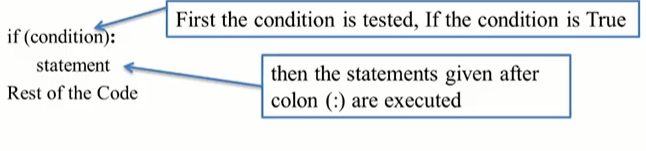 First the condition is tested, If the condition is True
if (condition):
statement
Rest of the Code
then the statements given after
colon (:) are executed